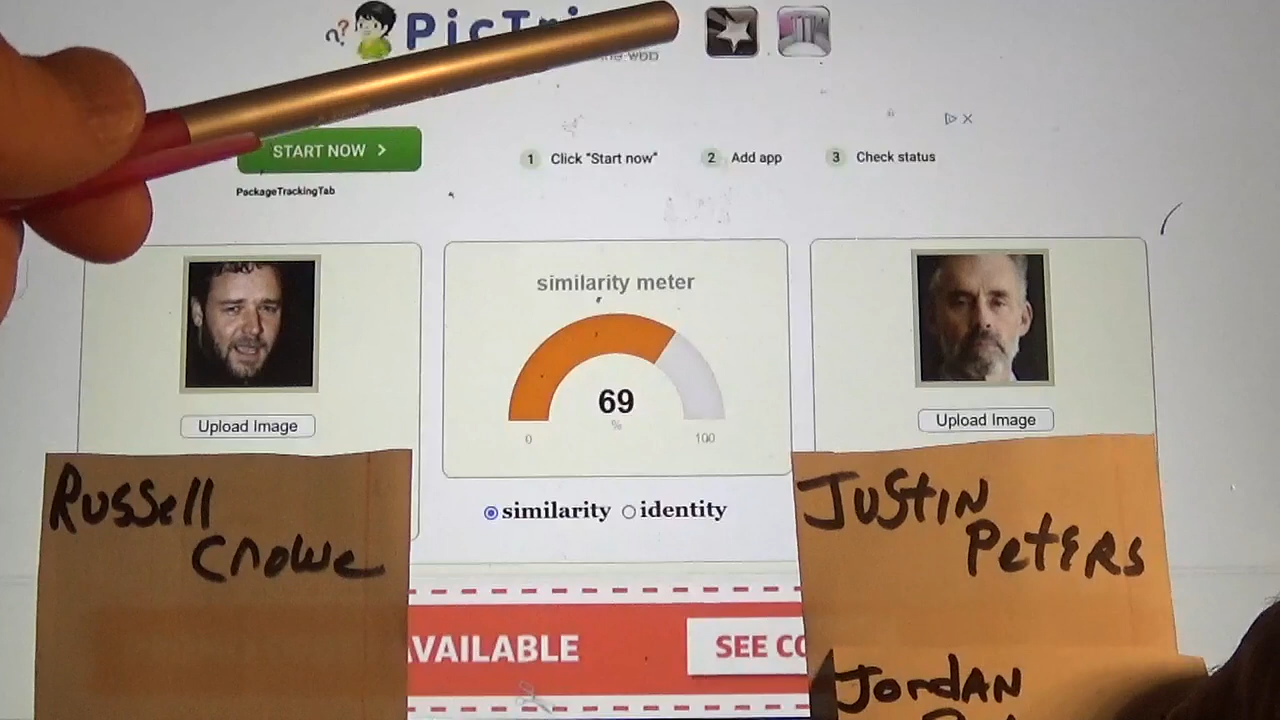 n?
START NOW >
1 Click "Start now"
2 Add app
3 Check status
PackageTrackingTab
similarity meter
69
%
0
100
Upload Image
Upload Image
similarity
identity
Russell
Crowe
Justin
Peters
AVAILABLE
SEE
Jordan